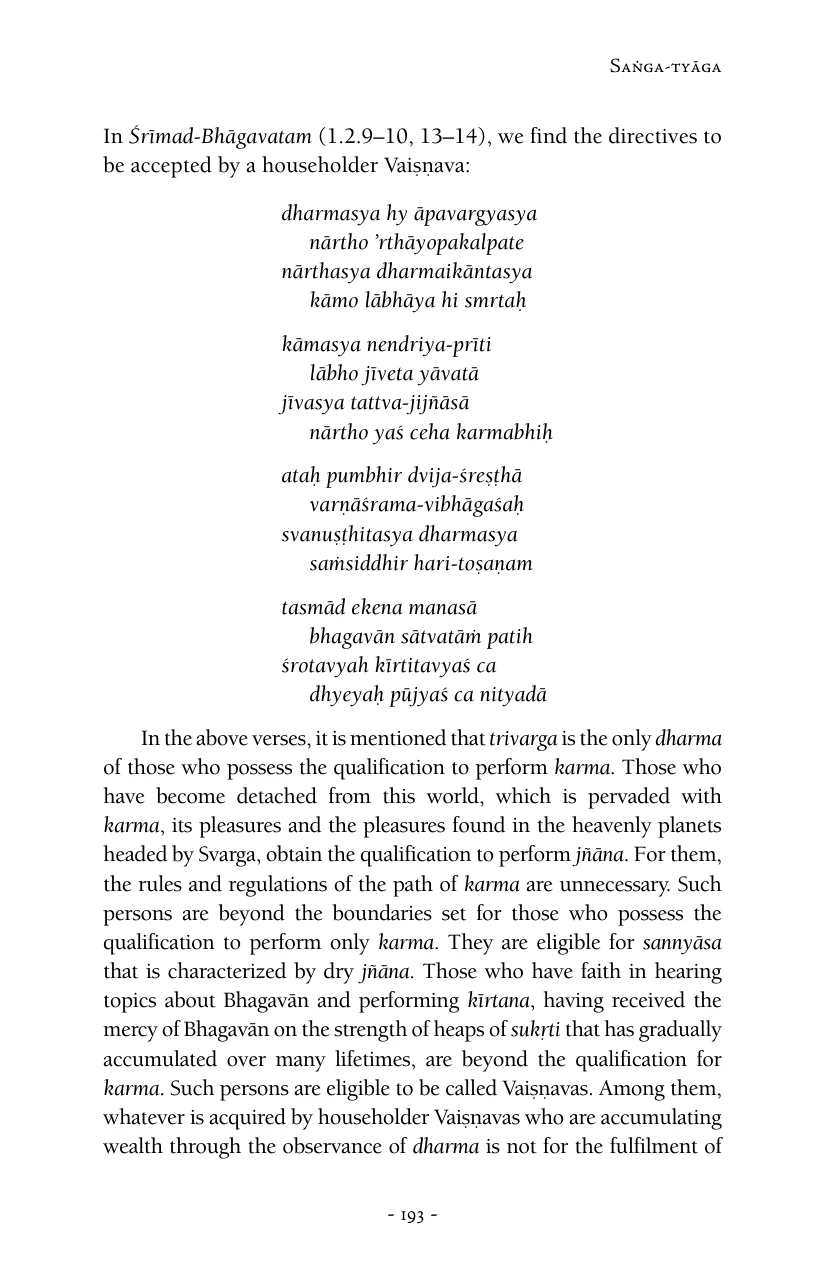 Saṅga-tyāga
In Śrīmad-Bhāgavatam (1.2.9–10, 13–14), we find the directives to
be accepted by a householder Vaiṣṇava:
dharmasya hy āpavargyasya
nārtho ’rthāyopakalpate
nārthasya dharmaikāntasya
kāmo lābhāya hi smrtaḥ
kāmasya nendriya-prīti
lābho jīveta yāvatā
jīvasya tattva-jijñāsā
nārtho yaś ceha karmabhiḥ
ataḥ pumbhir dvija-śreṣṭhā
varṇāśrama-vibhāgaśaḥ
svanuṣṭhitasya dharmasya
saṁsiddhir hari-toṣaṇam
tasmād ekena manasā
bhagavān sātvatāṁ patih
śrotavyah kīrtitavyaś ca
dhyeyaḥ pūjyaś ca nityadā
In the above verses, it is mentioned that trivarga is the only dharma
of those who possess the qualification to perform karma. Those who
have become detached from this world, which is pervaded with
karma, its pleasures and the pleasures found in the heavenly planets
headed by Svarga, obtain the qualification to perform jñāna. For them,
the rules and regulations of the path of karma are unnecessary. Such
persons are beyond the boundaries set for those who possess the
qualification to perform only karma. They are eligible for sannyāsa
that is characterized by dry jñāna. Those who have faith in hearing
topics about Bhagavān and performing kīrtana, having received the
mercy of Bhagavān on the strength of heaps of sukṛti that has gradually
accumulated over many lifetimes, are beyond the qualification for
karma. Such persons are eligible to be called Vaiṣṇavas. Among them,
whatever is acquired by householder Vaiṣṇavas who are accumulating
wealth through the observance of dharma is not for the fulfilment of
- 193 -